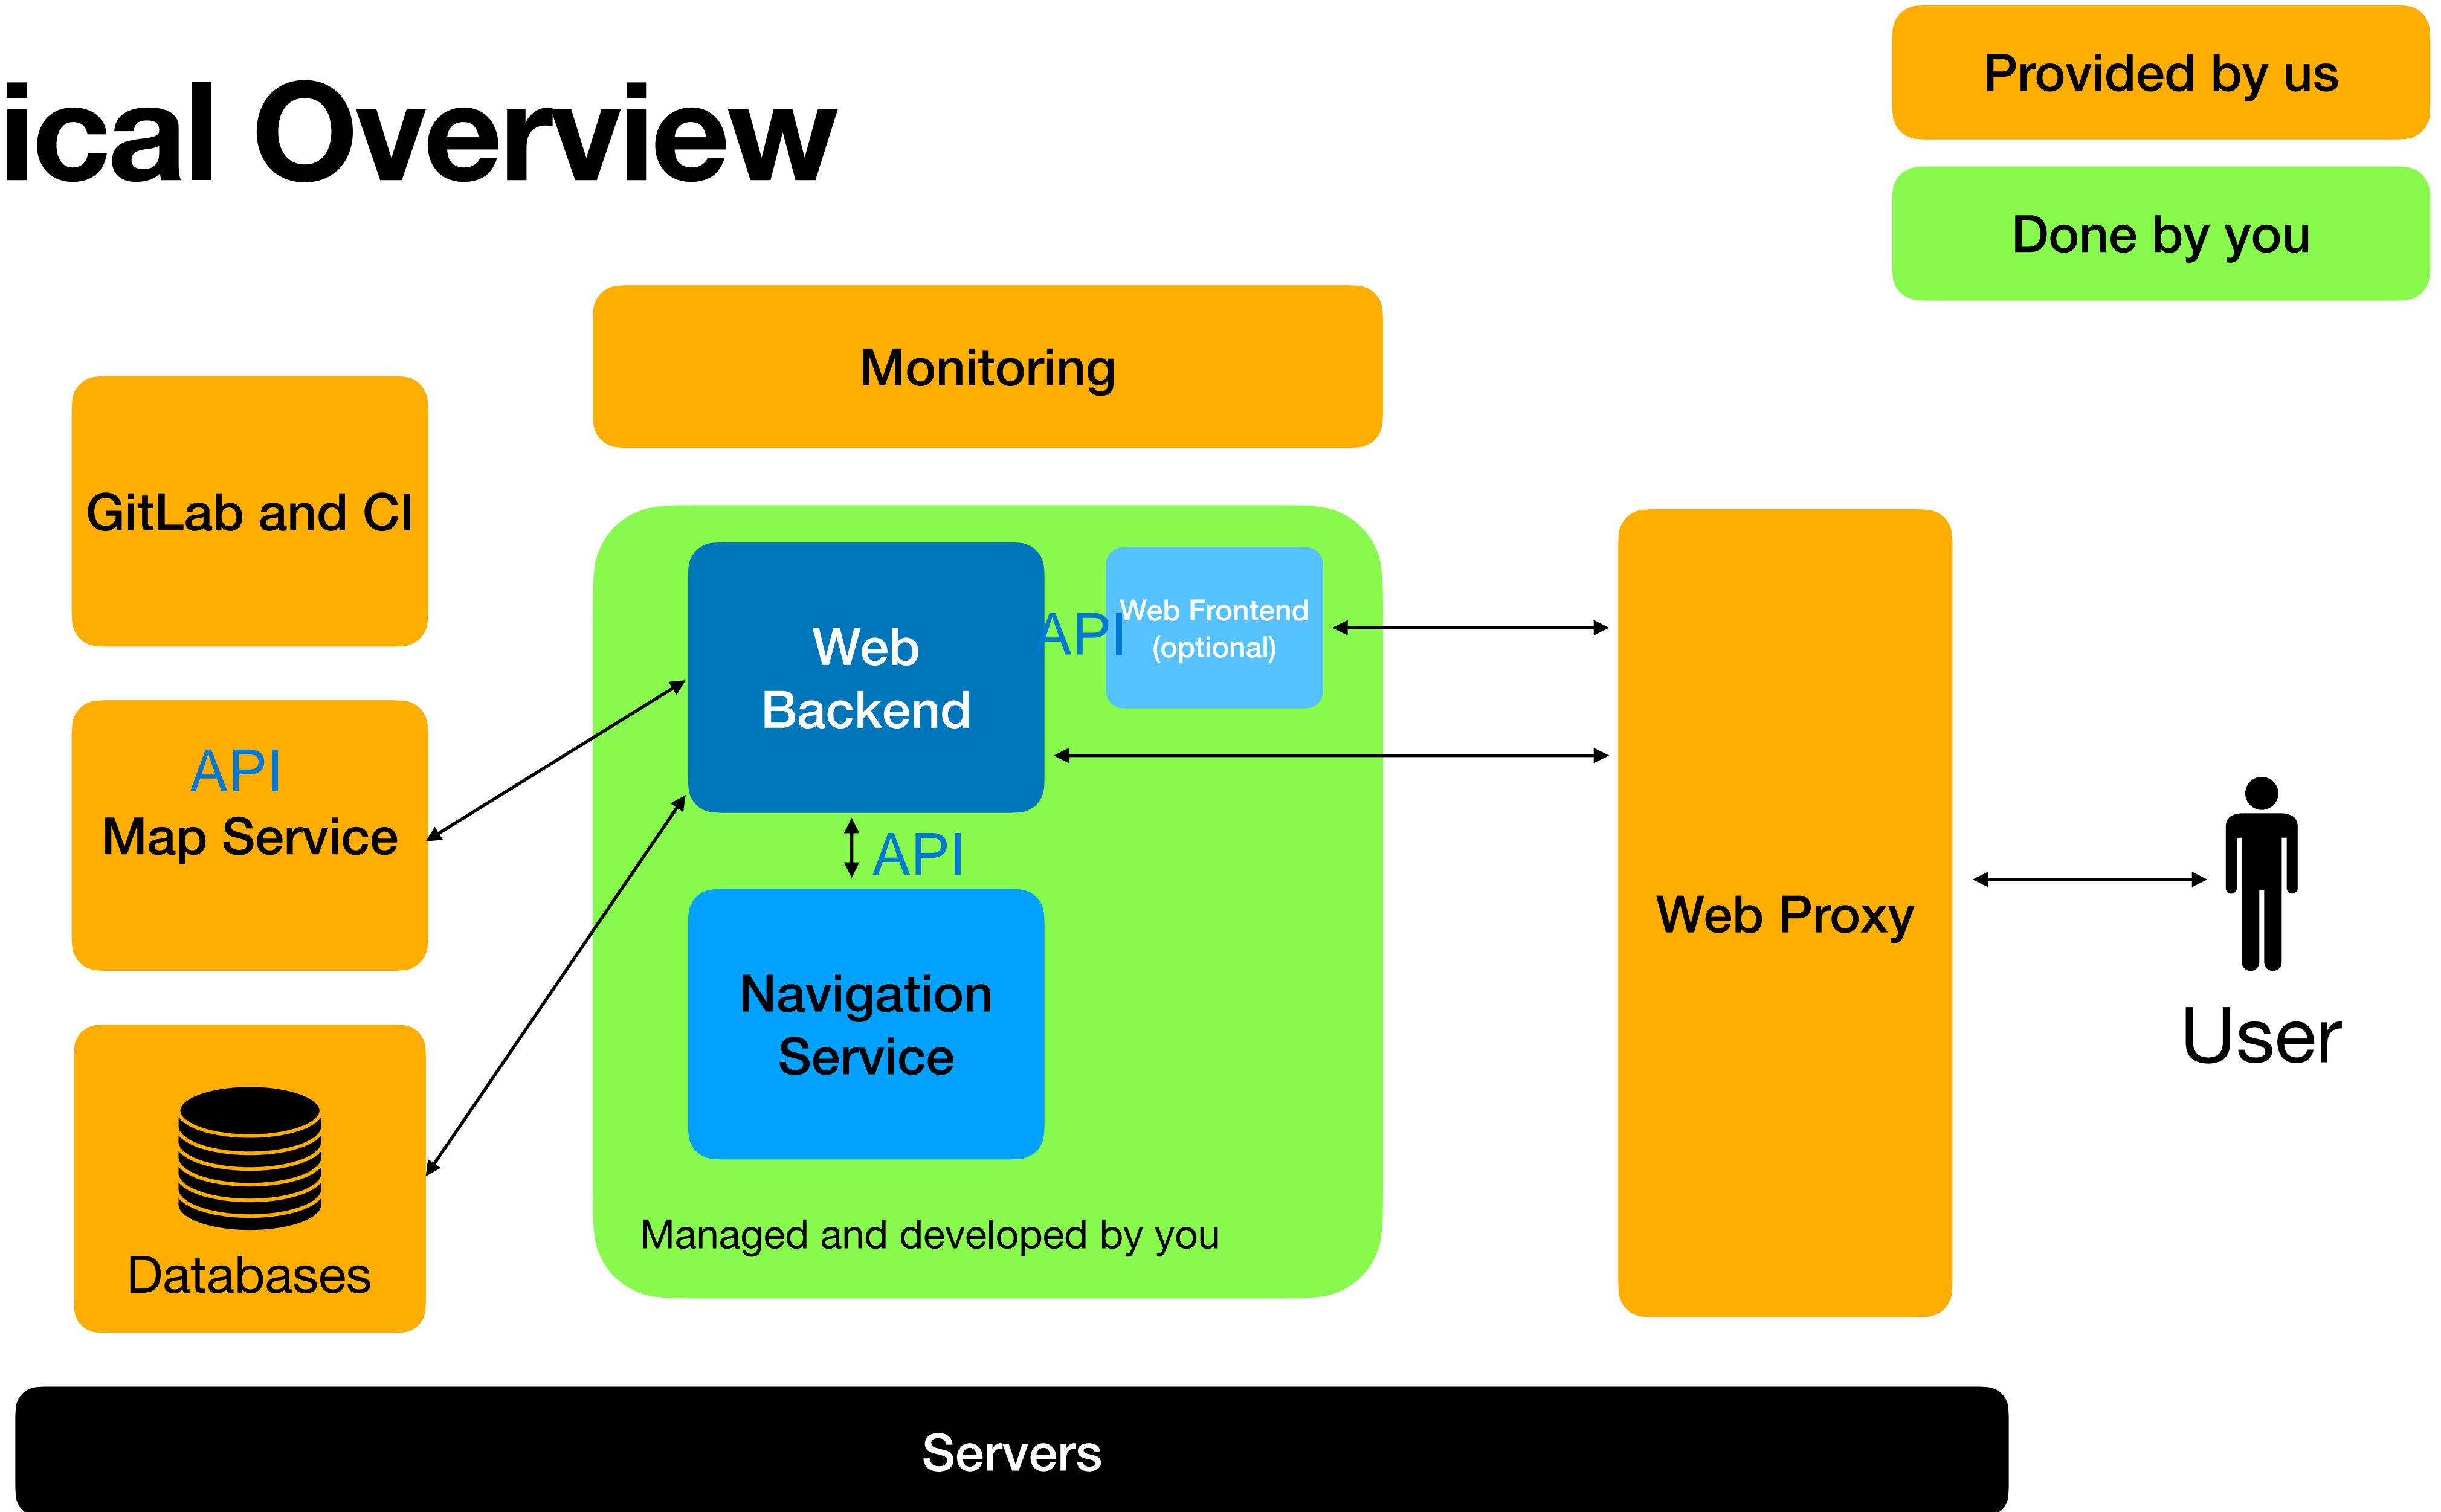 ical Overview
Provided by us
Done by you
Monitoring
GitLab and CI
Web
Backend
API
Web Frontend
(optional)
API
Map Service
API
Navigation
Service
Web Proxy
User
Managed and developed by you
Databases
Servers